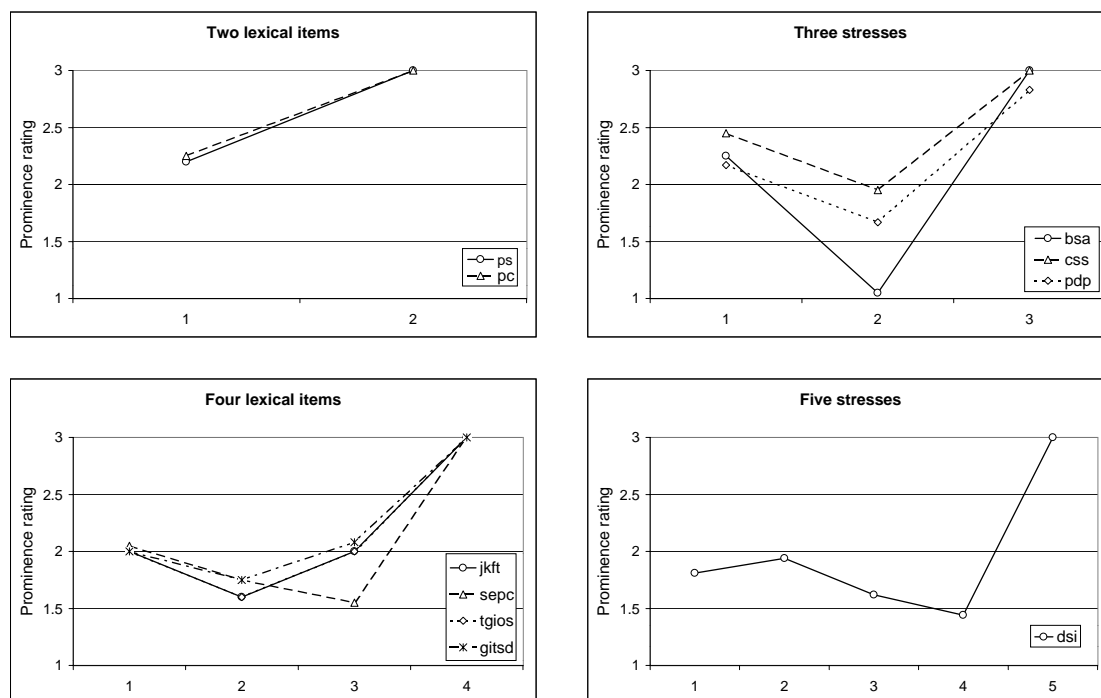 Two lexical items
Prominence rating
3
2.5
2
1.5
1
1 2
ps
pc
Three stresses
Prominence rating
3
2.5
2
1.5
1
1 2 3
bsa
css
pdp
Four lexical items
Prominence rating
3
2.5
2
1.5
1
1 2 3 4
jkft
sepc
tgios
gitsd
Five stresses
Prominence rating
3
2.5
2
1.5
1
1 2 3 4 5
dsi